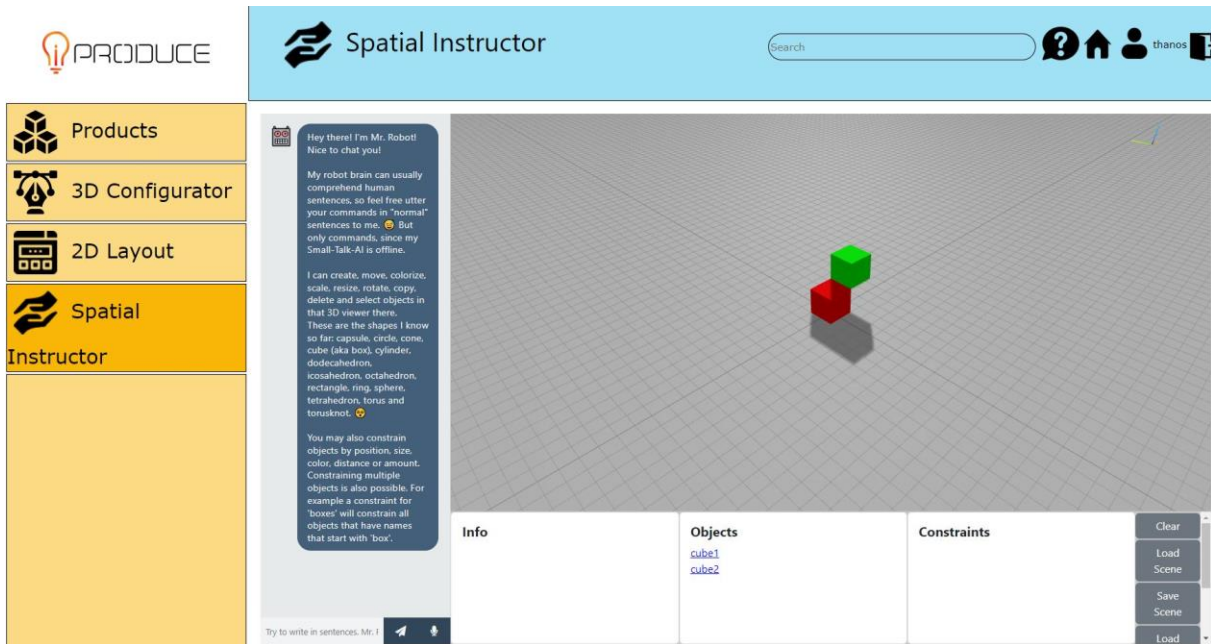 iPRODUCE
Spatial Instructor
Search
thanos
Products
3D Configurator
2D Layout
Spatial
Instructor
Hey there! I'm Mr. Robot!
Nice to chat you!
My robot brain can usually
comprehend human
sentences, so feel free utter
your commands in "normal"
sentences to me. 😄 But
only commands, since my
Small-Talk-AI is offline.
I can create, move, colorize,
scale, resize, rotate, copy,
delete and select objects in
that 3D viewer there.
These are the shapes I know
so far: capsule, circle, cone,
cube (aka box), cylinder,
dodecahedron,
icosahedron, octahedron,
rectangle, ring, sphere,
tetrahedron, torus and
torusknot. 😚
You may also constrain
objects by position, size,
color, distance or amount.
Constraining multiple
objects is also possible. For
example a constraint for
'boxes' will constrain all
objects that have names
that start with 'box'.
Try to write in sentences. Mr.
Info
Objects
cube1
cube2
Constraints
Clear
Load
Scene
Save
Scene
Load